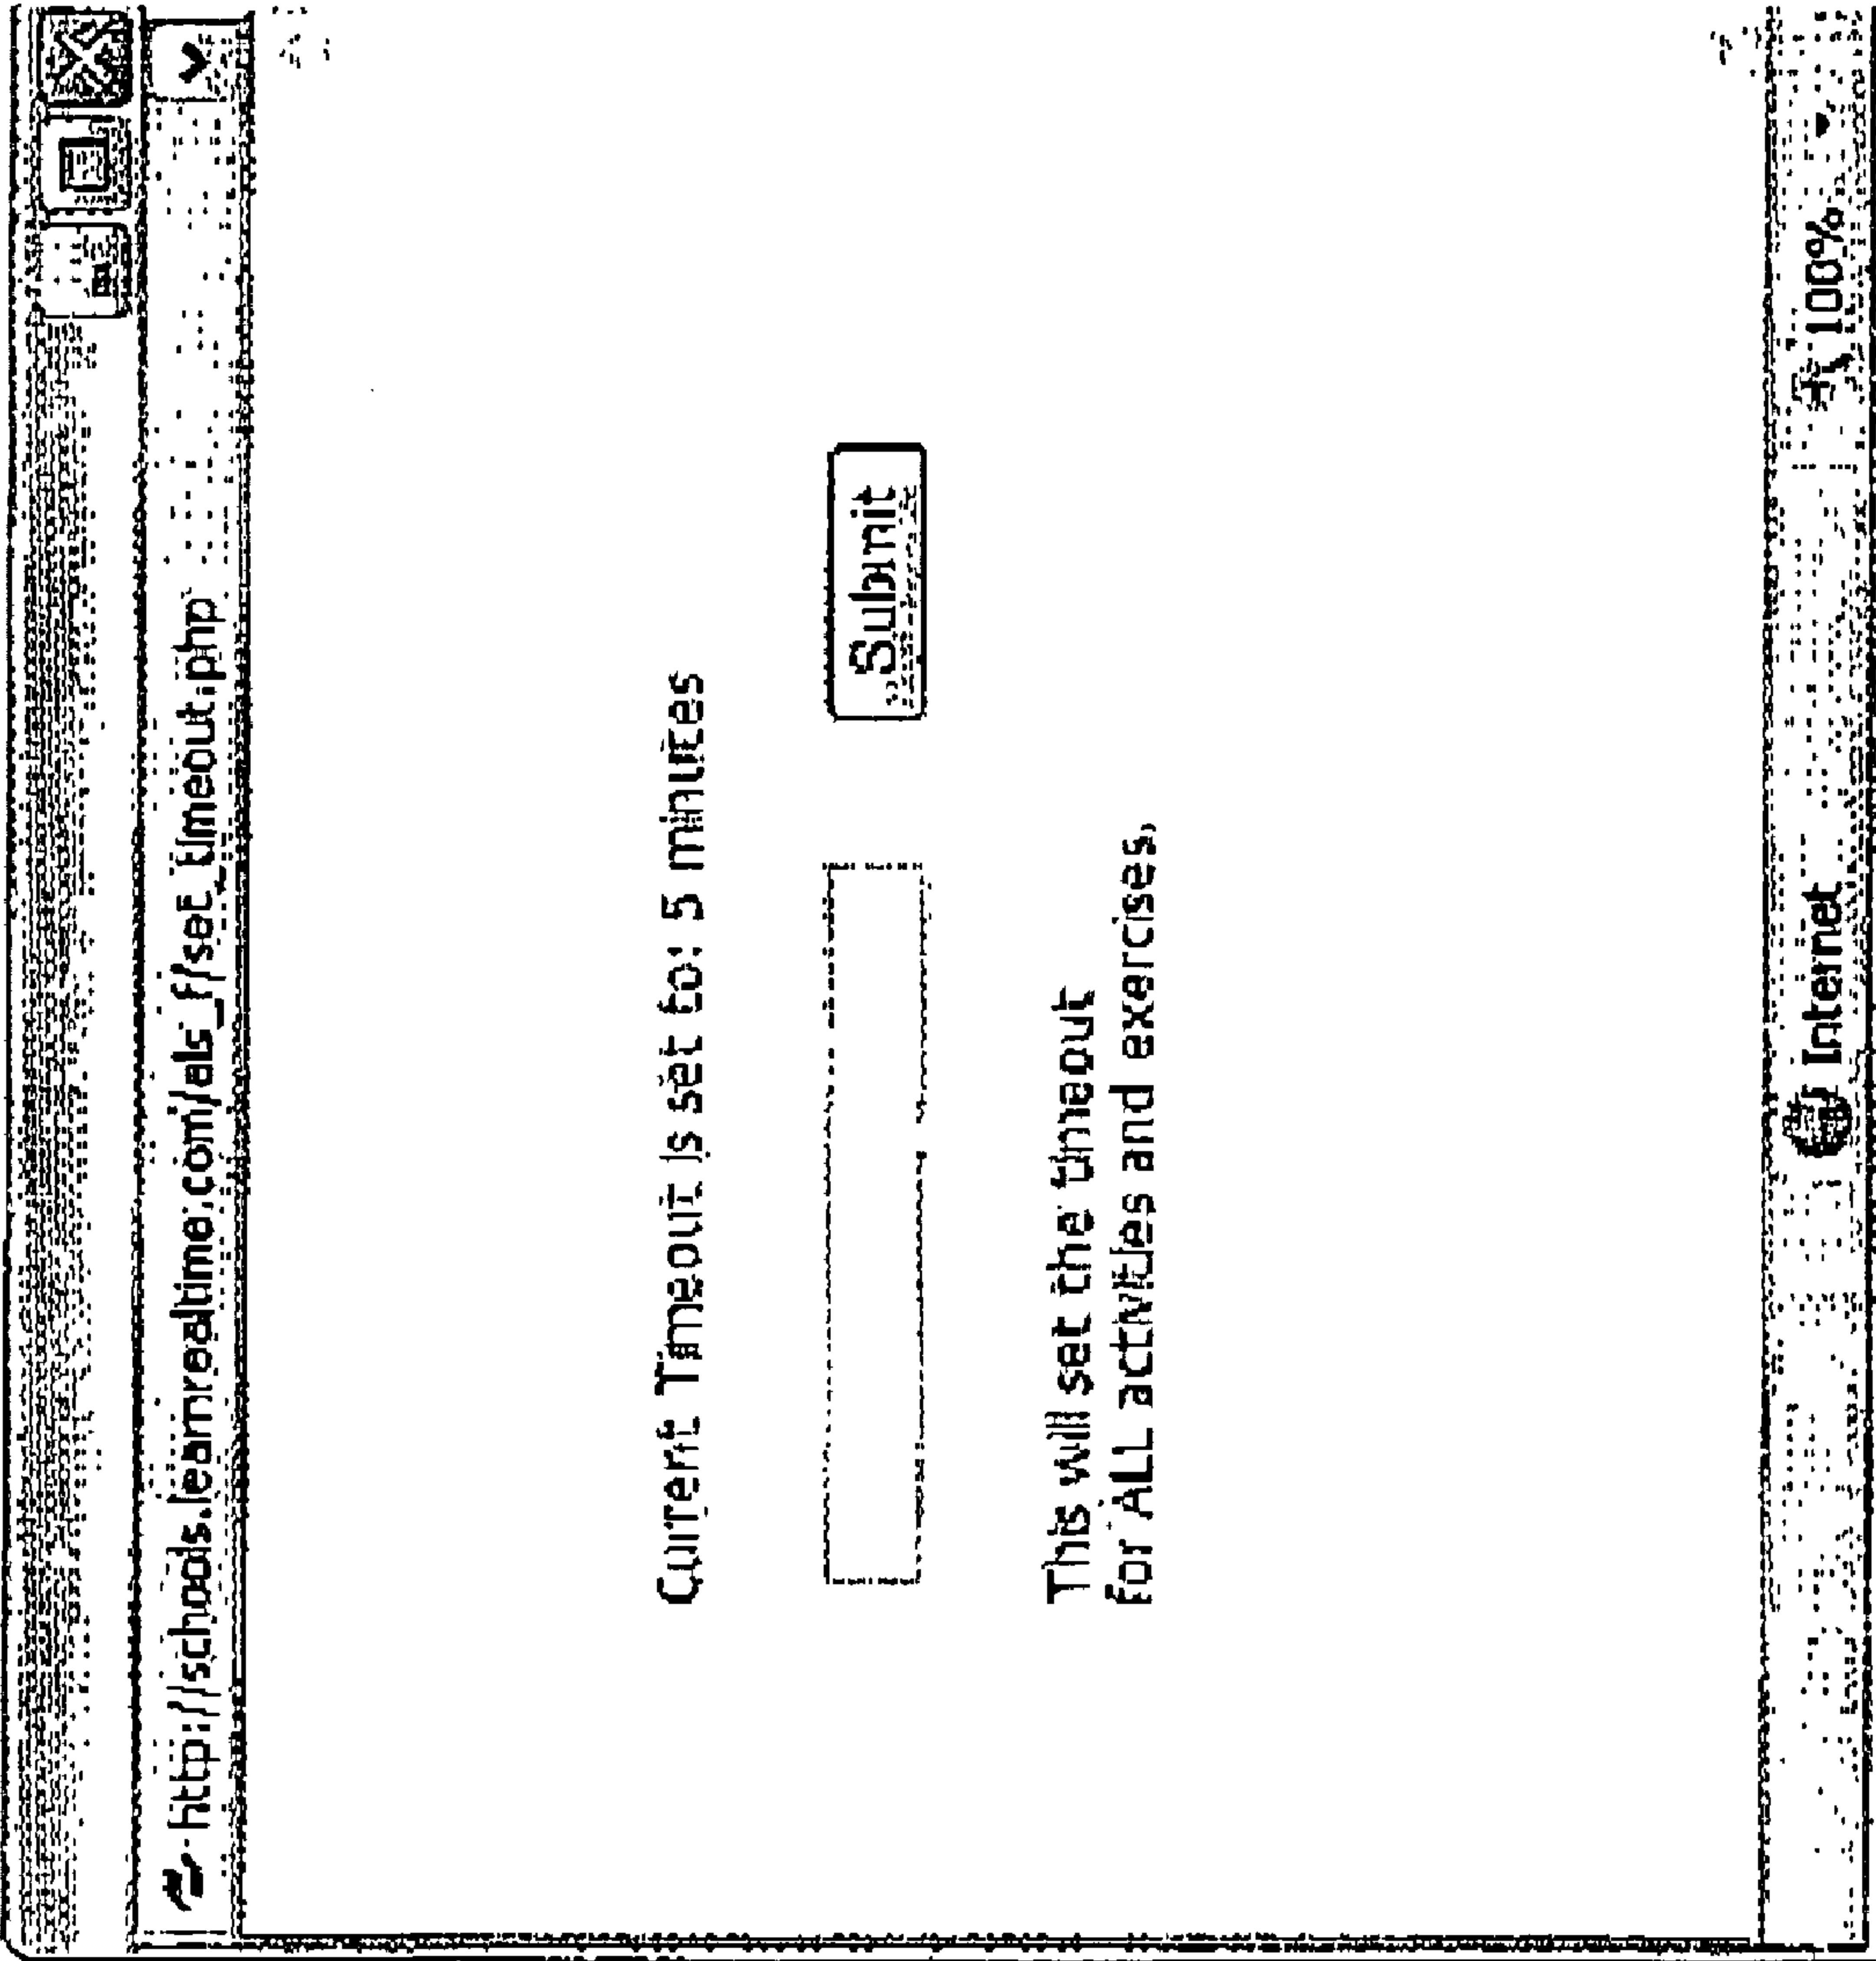 http://schools.learnrealtime.com/als_f/set_timeout.php
Current Timeout is set to: 5 minutes
Submit
This will set the timeout
for ALL activities and exercises.
Internet
100%